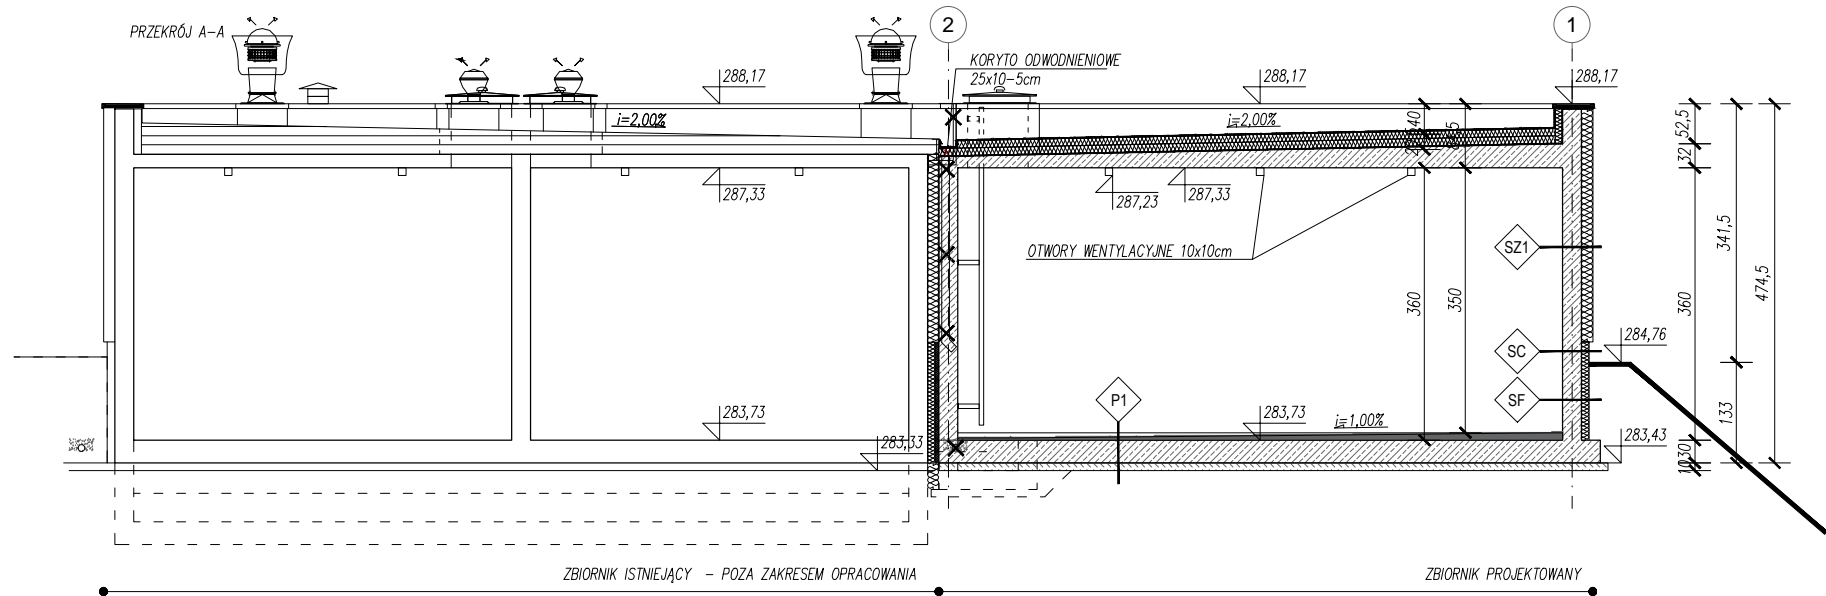 PRZEKRÓJ A-A
2
1
KORYTO ODWODNIENIOWE
25x10-5cm
288,17
288,17
288,17
i=2,00%
i=2,00%
40
52,5
32
287,33
287,23
287,33
OTWORY WENTYLACYJNE 10x10cm
SZ1
341,5
474,5
360
350
360
284,76
SC
P1
SF
283,73
283,73
i=1,00%
133
283,33
283,43
30
10
ZBIORNIK ISTNIEJĄCY - POZA ZAKRESEM OPRACOWANIA
ZBIORNIK PROJEKTOWANY